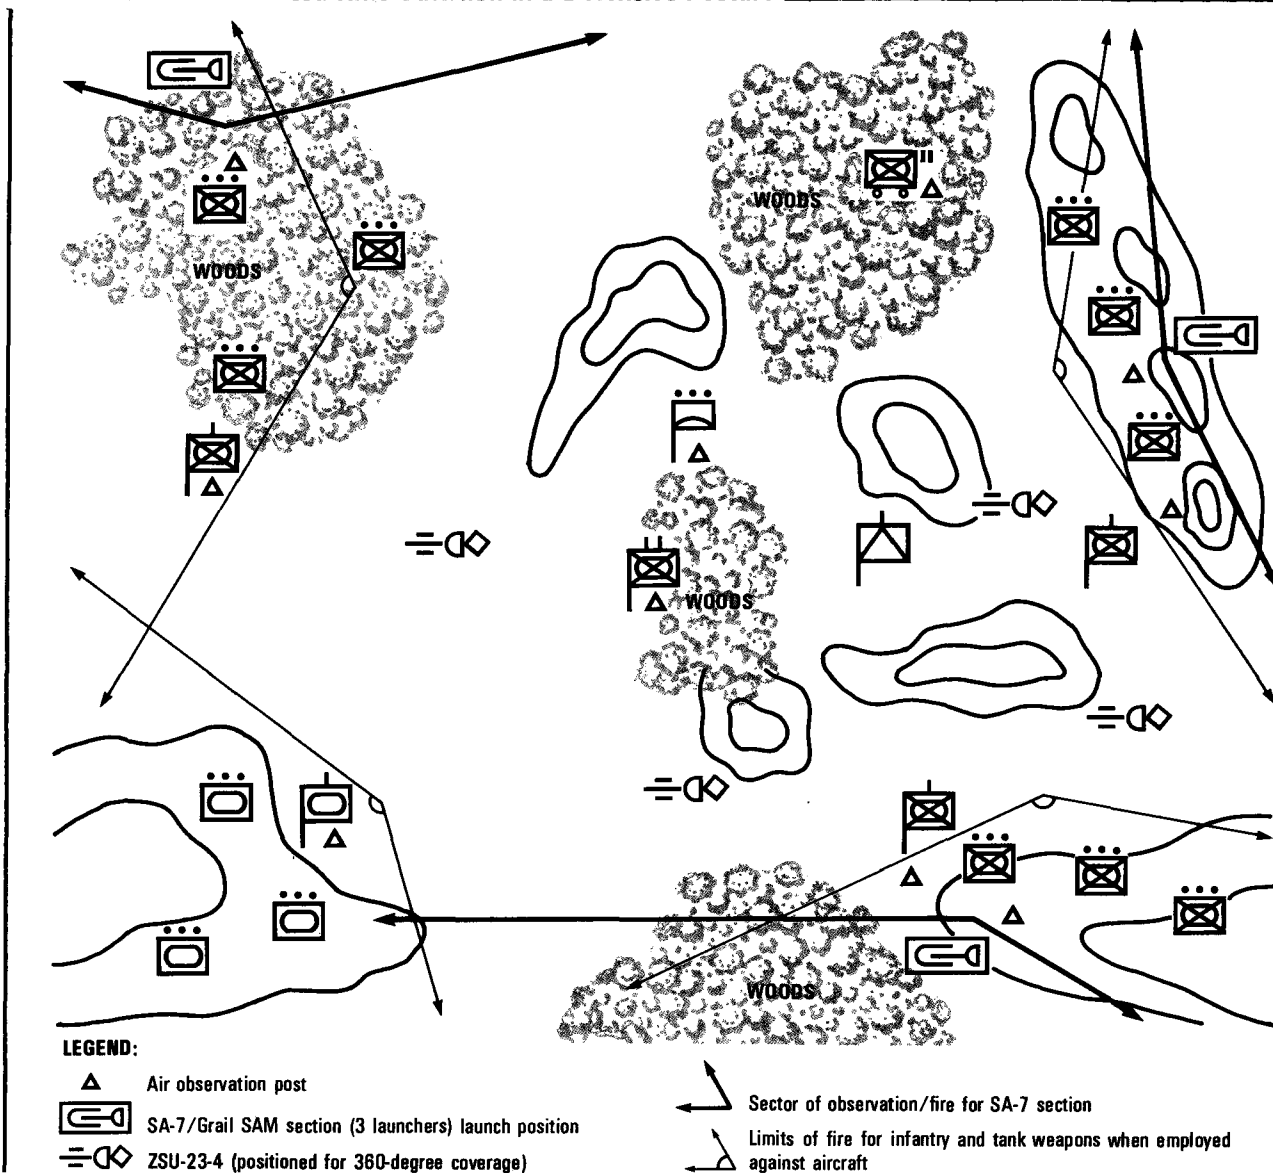 WOODS
WOODS
WOODS
WOODS
LEGEND:
Air observation post
SA-7/Grail SAM section (3 launchers) launch position
ZSU-23-4 (positioned for 360-degree coverage)
Sector of observation/fire for SA-7 section
Limits of fire for infantry and tank weapons when employed
against aircraft